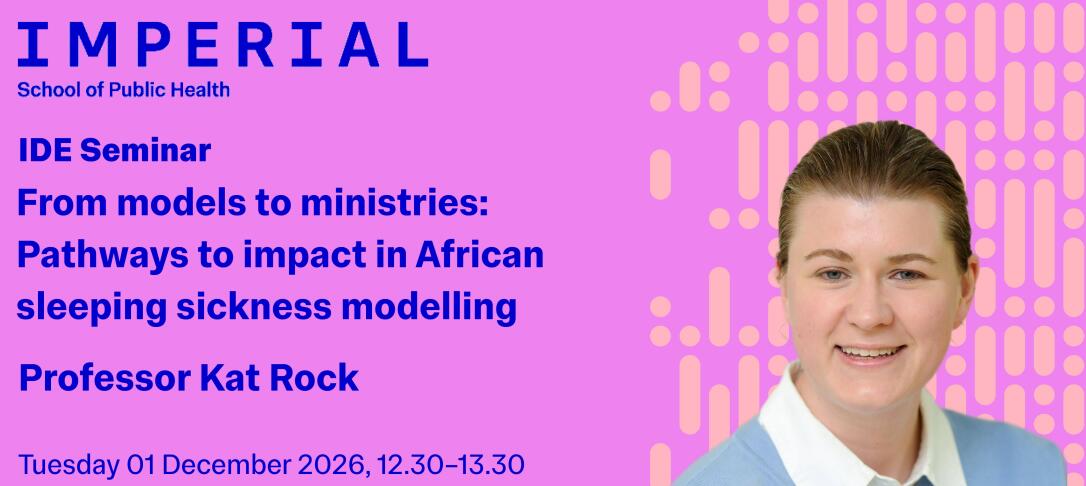 IMPERIAL
School of Public Health
IDE Seminar
From models to ministries:
Pathways to impact in African
sleeping sickness modelling
Professor Kat Rock
Tuesday 01 December 2026, 12.30–13.30